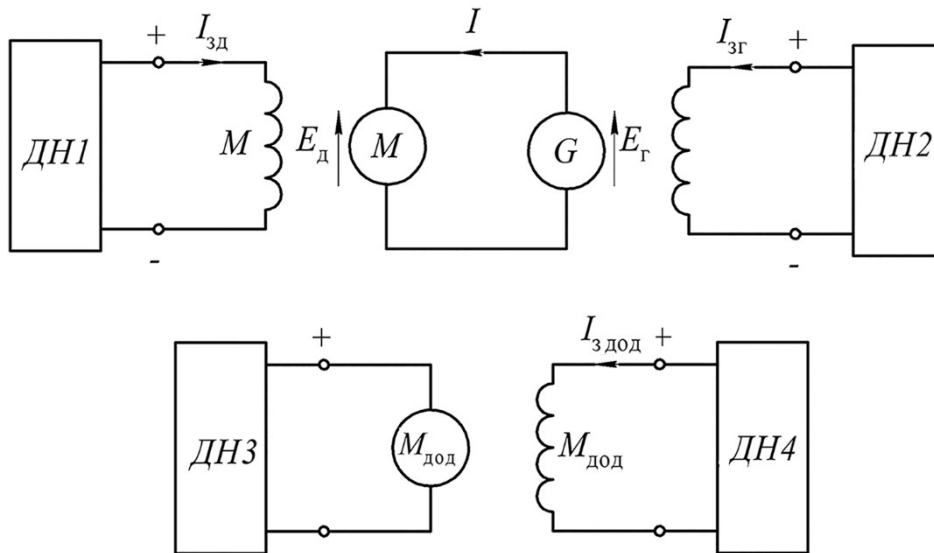 + I_зд I I_зг +
ДН1 M E_д M G E_г ДН2
- -
+ I_з дод +
ДН3 M_дод M_дод ДН4